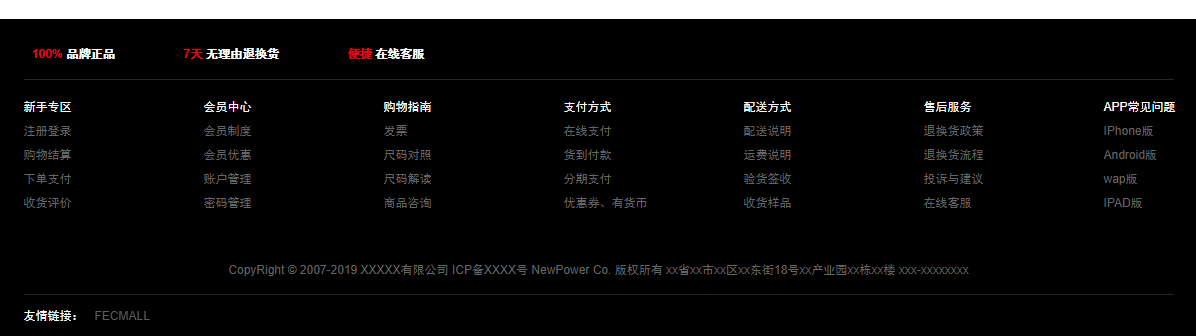 100% 品牌正品 7天 无理由退换货 便捷 在线客服
新手专区 会员中心 购物指南 支付方式 配送方式 售后服务 APP常见问题
注册登录 会员制度 发票 在线支付 配送说明 退换货政策 IPhone版
购物结算 会员优惠 尺码对照 货到付款 运费说明 退换货流程 Android版
下单支付 账户管理 尺码解读 分期支付 验货签收 投诉与建议 wap版
收货评价 密码管理 商品咨询 优惠券、有货币 收货样品 在线客服 IPAD版
CopyRight © 2007-2019 XXXXX有限公司 ICP备XXXX号 NewPower Co. 版权所有 xx省xx市xx区xx东街18号xx产业园xx栋xx楼 xxx-xxxxxxxx
友情链接： FECMALL